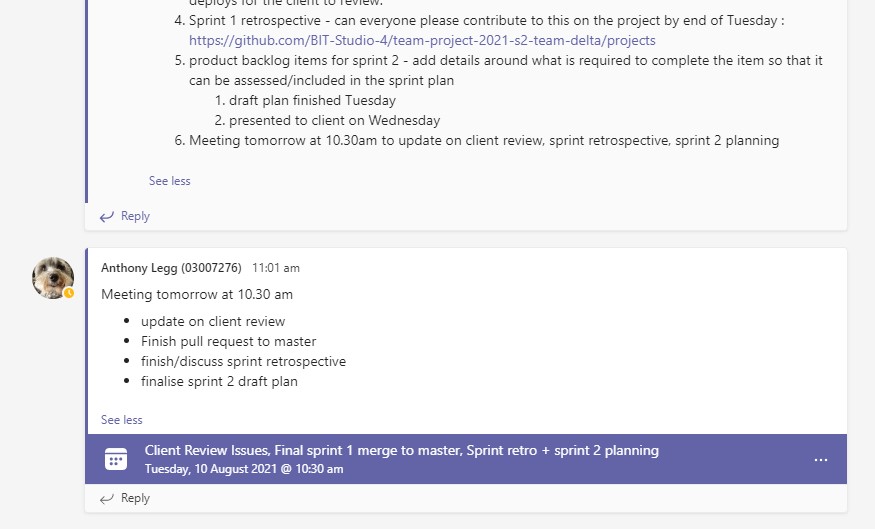 deploys for the client to review.
4. Sprint 1 retrospective - can everyone please contribute to this on the project by end of Tuesday :
https://github.com/BIT-Studio-4/team-project-2021-s2-team-delta/projects
5. product backlog items for sprint 2 - add details around what is required to complete the item so that it
can be assessed/included in the sprint plan
1. draft plan finished Tuesday
2. presented to client on Wednesday
6. Meeting tomorrow at 10.30am to update on client review, sprint retrospective, sprint 2 planning
See less
Reply
Anthony Legg (03007276) 11:01 am
Meeting tomorrow at 10.30 am
• update on client review
• Finish pull request to master
• finish/discuss sprint retrospective
• finalise sprint 2 draft plan
See less
Client Review Issues, Final sprint 1 merge to master, Sprint retro + sprint 2 planning
Tuesday, 10 August 2021 @ 10:30 am
Reply